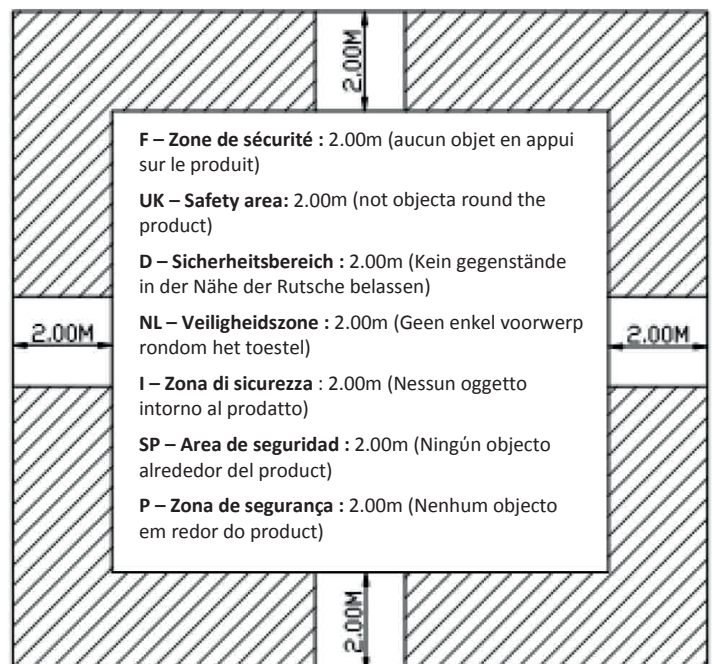 2.00M
F – Zone de sécurité : 2.00m (aucun objet en appui
sur le produit)
UK – Safety area: 2.00m (not objecta round the
product)
D – Sicherheitsbereich : 2.00m (Kein gegenstände
in der Nähe der Rutsche belassen)
2.00M
NL – Veiligheidszone : 2.00m (Geen enkel voorwerp
rondom het toestel)
2.00M
I – Zona di sicurezza : 2.00m (Nessun oggetto
intorno al prodatto)
SP – Area de seguridad : 2.00m (Ningún objecto
alrededor del product)
P – Zona de segurança : 2.00m (Nenhum objecto
em redor do product)
2.00M